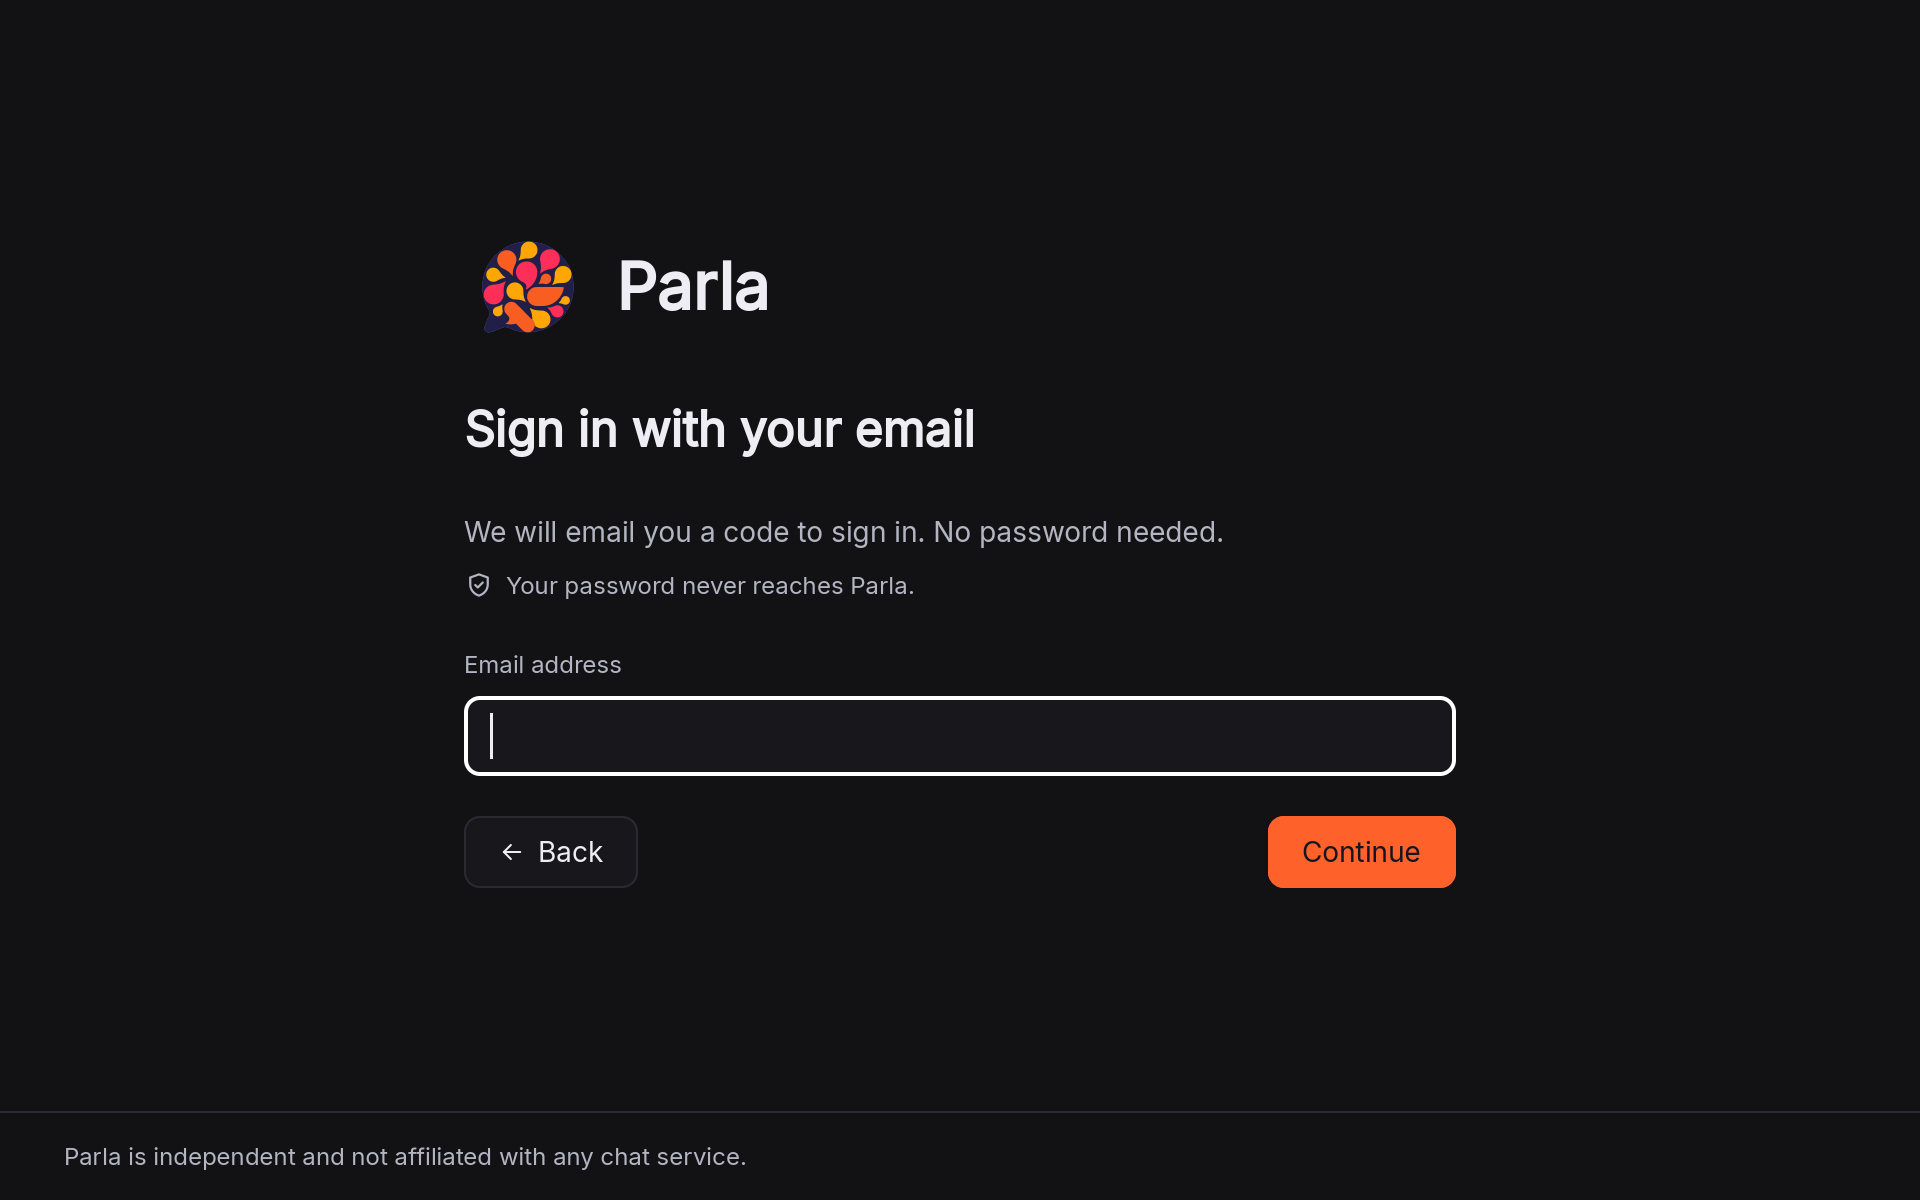 Parla
Sign in with your email
We will email you a code to sign in. No password needed.
Your password never reaches Parla.
Email address
Back
Continue
Parla is independent and not affiliated with any chat service.